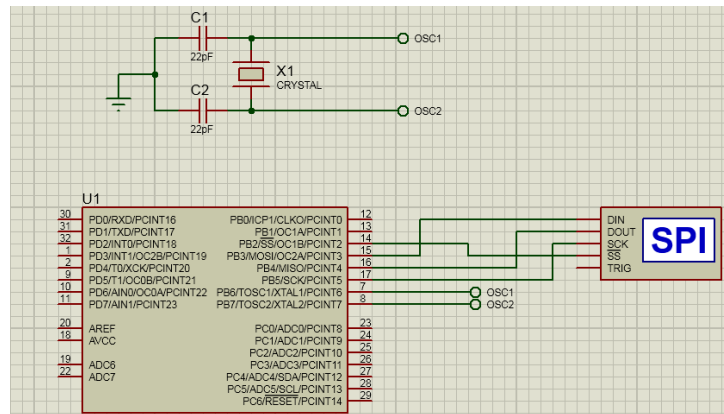 C1
22pF
OSC1
X1
CRYSTAL
C2
22pF
OSC2
U1
30 PD0/RXD/PCINT16 PB0/ICP1/CLKO/PCINT0 12
31 PD1/TXD/PCINT17 PB1/OC1A/PCINT1 13
32 PD2/INT0/PCINT18 PB2/SS/OC1B/PCINT2 14
1 PD3/INT1/OC2B/PCINT19 PB3/MOSI/OC2A/PCINT3 15
2 PD4/T0/XCK/PCINT20 PB4/MISO/PCINT4 16
9 PD5/T1/OC0B/PCINT21 PB5/SCK/PCINT5 17
10 PD6/AIN0/OC0A/PCINT22 PB6/TOSC1/XTAL1/PCINT6 7 OSC1
11 PD7/AIN1/PCINT23 PB7/TOSC2/XTAL2/PCINT7 8 OSC2
20 AREF PC0/ADC0/PCINT8 23
18 AVCC PC1/ADC1/PCINT9 24
PC2/ADC2/PCINT10 25
19 ADC6 PC3/ADC3/PCINT11 26
22 ADC7 PC4/ADC4/SDA/PCINT12 27
PC5/ADC5/SCL/PCINT13 28
PC6/RESET/PCINT14 29
DIN
DOUT
SCK
SS
TRIG
SPI